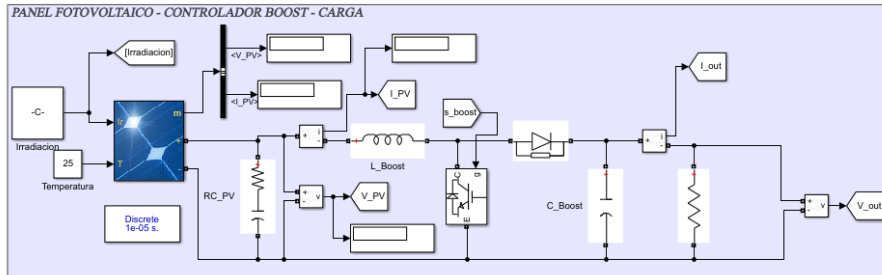 PANEL FOTOVOLTAICO - CONTROLADOR BOOST - CARGA
[Irradiacion]
<V_PV>
<I_PV>
I_PV
I_out
s_boost
-C-
Irradiacion
Ir
m
+
T
-
25
Temperatura
+
i
-
+
L_Boost
+
C
g
E
+
i
-
RC_PV
+
+
v
-
V_PV
C_Boost
+
+
+
v
-
V_out
Discrete
1e-05 s.